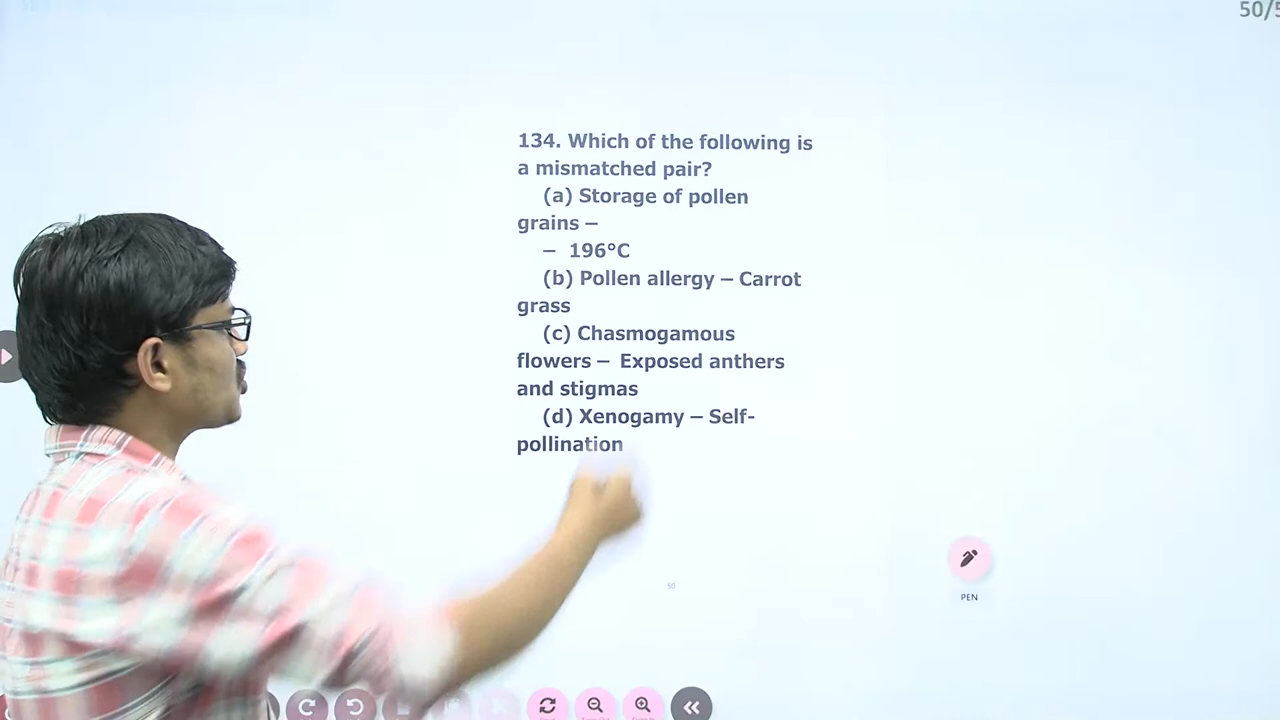 50/5
134. Which of the following is
a mismatched pair?
(a) Storage of pollen
grains –
– 196°C
(b) Pollen allergy – Carrot
grass
(c) Chasmogamous
flowers – Exposed anthers
and stigmas
(d) Xenogamy – Self-
pollination
50
PEN